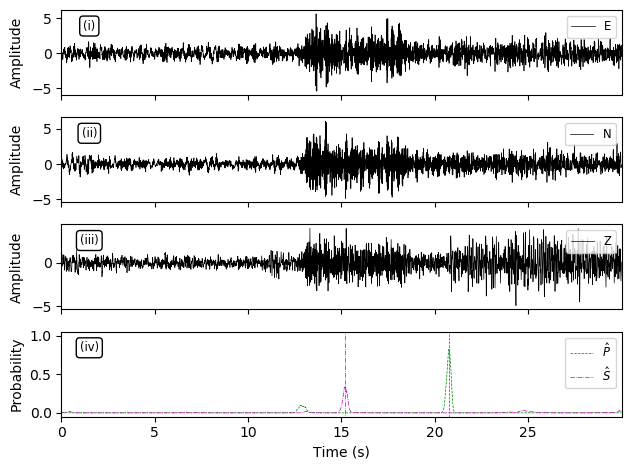 (i)
E
Amplitude
5
0
−5
(ii)
N
Amplitude
5
0
−5
(iii)
Z
Amplitude
0
−5
(iv)
P̂
Ŝ
Probability
1.0
0.5
0.0
0 5 10 15 20 25
Time (s)